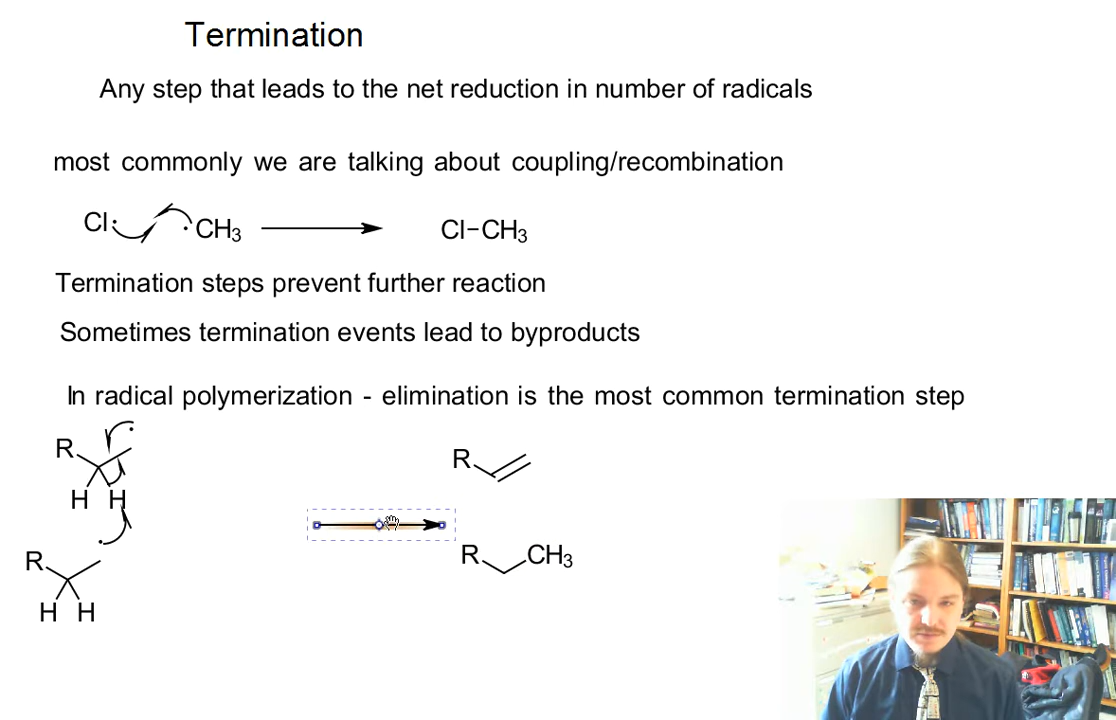 Termination
Any step that leads to the net reduction in number of radicals
most commonly we are talking about coupling/recombination
Cl CH3 Cl-CH3
Termination steps prevent further reaction
Sometimes termination events lead to byproducts
In radical polymerization - elimination is the most common termination step
R R
H H
R R CH3
H H